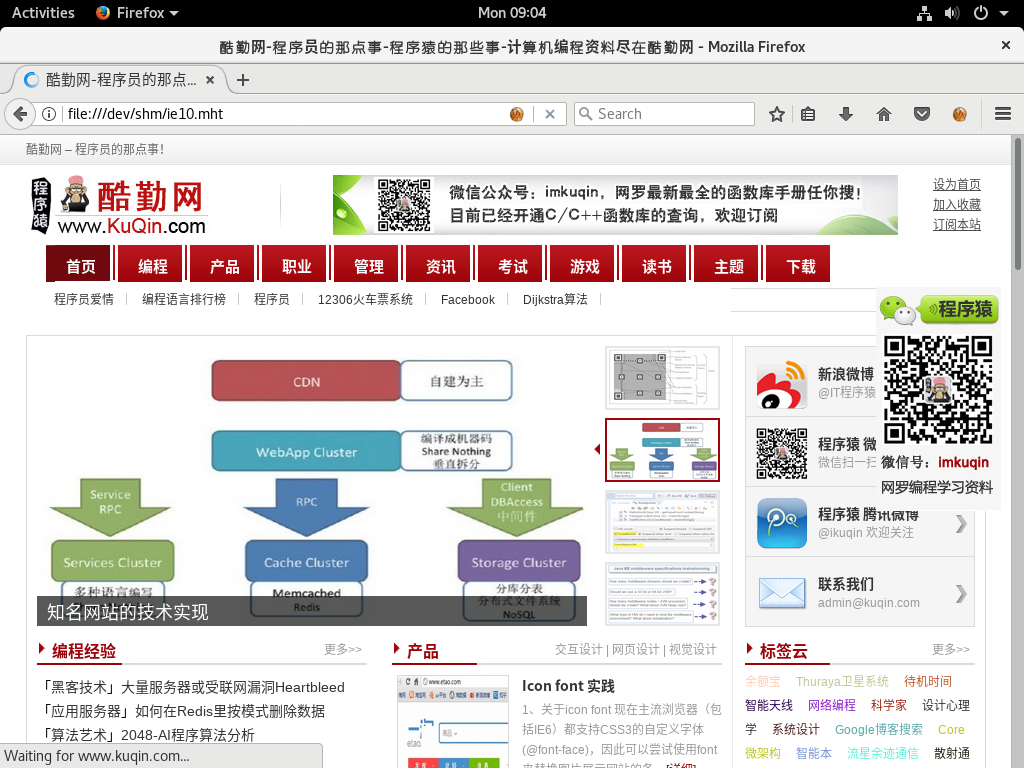 Activities Firefox Mon 09:04
酷勤网-程序员的那点事-程序猿的那些事-计算机编程资料尽在酷勤网 - Mozilla Firefox
酷勤网-程序员的那点...
file:///dev/shm/ie10.mht Search
酷勤网 – 程序员的那点事!
程序猿 酷勤网
www.KuQin.com
微信公众号：imkuqin，网罗最新最全的函数库手册任你搜！
目前已经开通C/C++函数库的查询，欢迎订阅
设为首页
加入收藏
订阅本站
首页 编程 产品 职业 管理 资讯 考试 游戏 读书 主题 下载
程序员爱情 编程语言排行榜 程序员 12306火车票系统 Facebook Dijkstra算法
程序猿
微信号：imkuqin
网罗编程学习资料
CDN 自建为主
WebApp Cluster
编译成机器码
Share Nothing
垂直拆分
Service
RPC
RPC
Client
DBAccess
中间件
Services Cluster Cache Cluster Storage Cluster
多种语言编写
Memcached
Redis
分库分表
分布式文件系统
NoSQL
知名网站的技术实现
新浪微博
@IT程序猿
程序猿 微
微信扫一扫
程序猿 腾讯微博
@ikuqin 欢迎关注
联系我们
admin@kuqin.com
编程经验 更多>>
「黑客技术」大量服务器或受联网漏洞Heartbleed
「应用服务器」如何在Redis里按模式删除数据
「算法艺术」2048-AI程序算法分析
产品 交互设计 | 网页设计 | 视觉设计
www.etao.com
Icon font 实践
1、关于icon font 现在主流浏览器（包
括IE6）都支持CSS3的自定义字体
(@font-face)，因此可以尝试使用font
来替换图片展示网站的各...[详细]
标签云 更多>>
余额宝 Thuraya卫星系统 待机时间
智能天线 网络编程 科学家 设计心理
学 系统设计 Google博客搜索 Core
微架构 智能本 流星余迹通信 散射通
Waiting for www.kuqin.com...